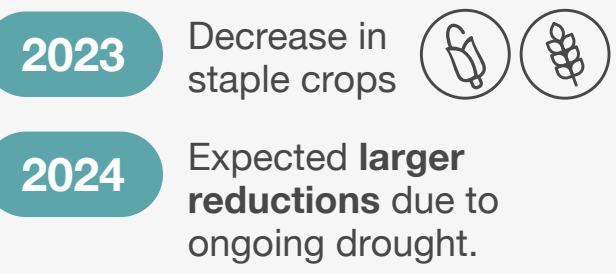 2023
Decrease in
staple crops
2024
Expected larger
reductions due to
ongoing drought.